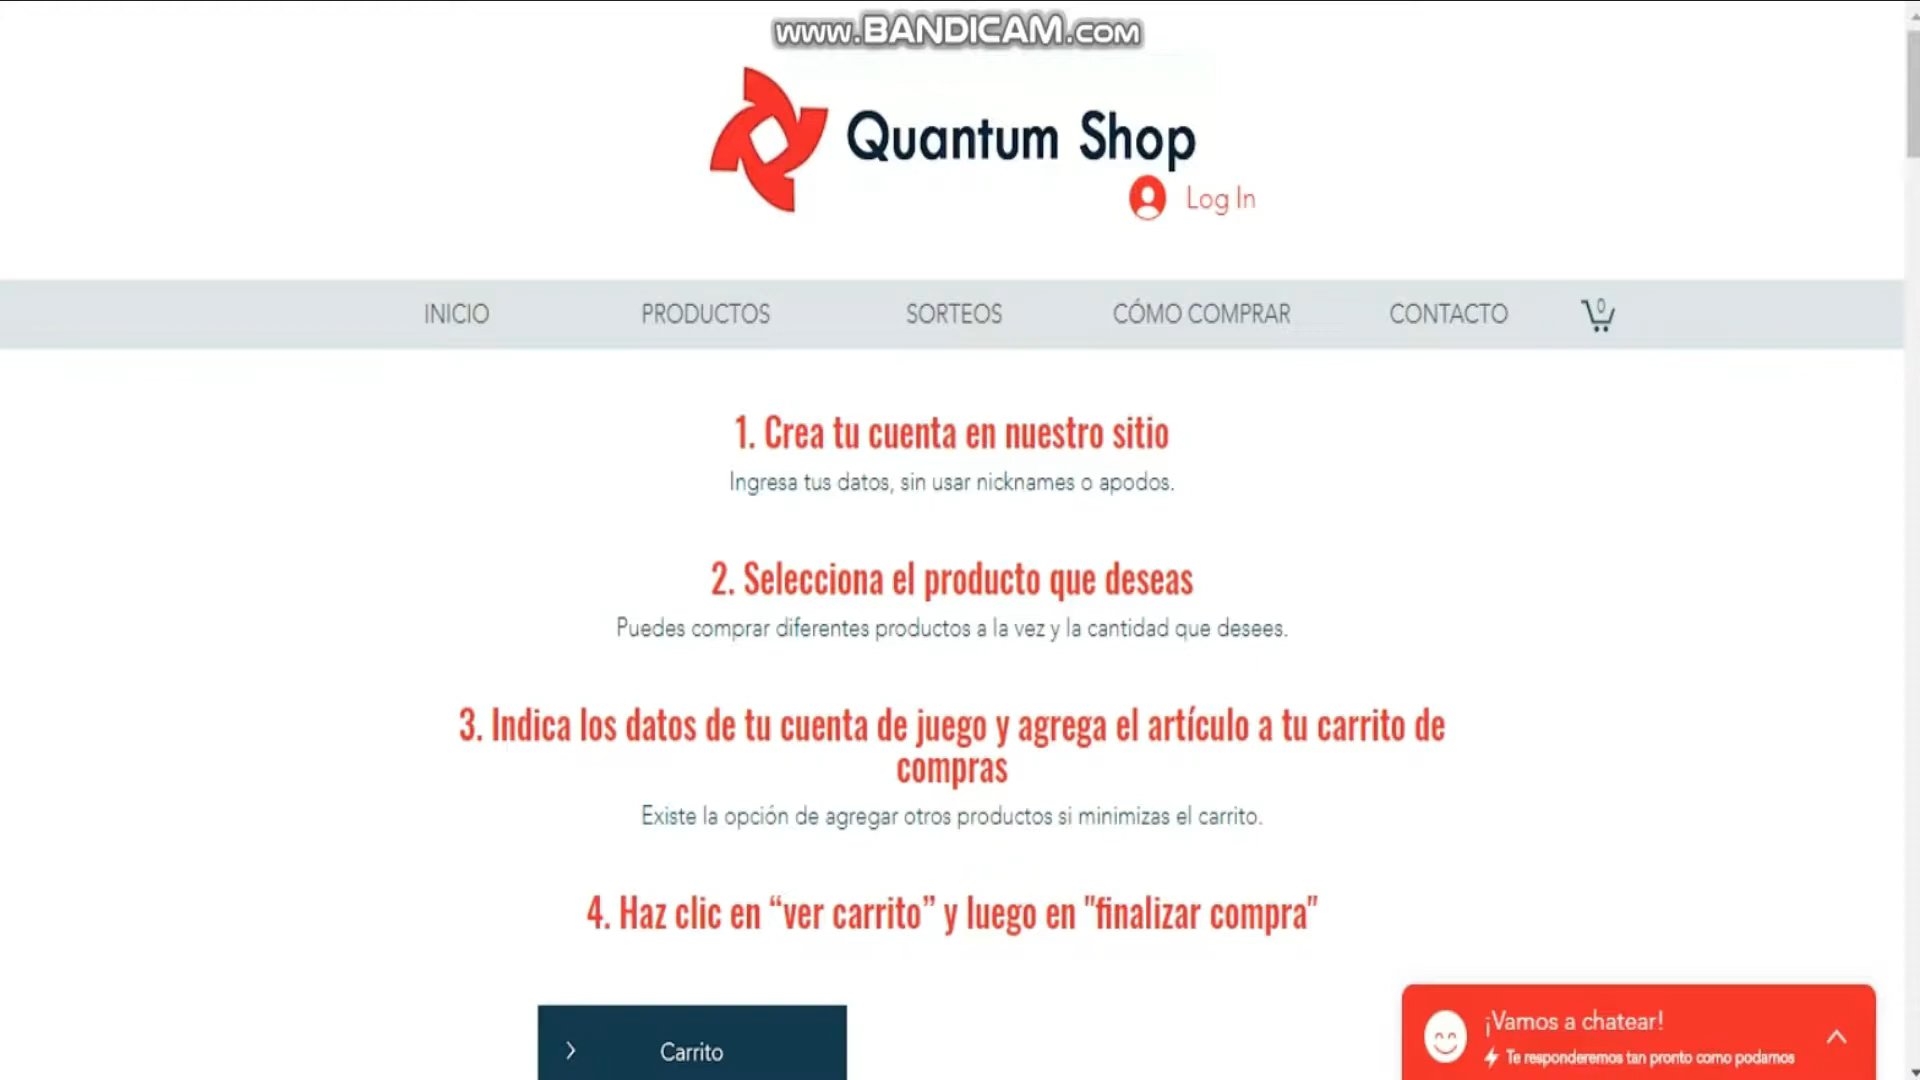 www.BANDICAM.com
Quantum Shop
Log In
INICIO PRODUCTOS SORTEOS CÓMO COMPRAR CONTACTO 0
1. Crea tu cuenta en nuestro sitio
Ingresa tus datos, sin usar nicknames o apodos.
2. Selecciona el producto que deseas
Puedes comprar diferentes productos a la vez y la cantidad que desees.
3. Indica los datos de tu cuenta de juego y agrega el artículo a tu carrito de
compras
Existe la opción de agregar otros productos si minimizas el carrito.
4. Haz clic en “ver carrito” y luego en "finalizar compra"
Carrito
¡Vamos a chatear!
Te responderemos tan pronto como podamos